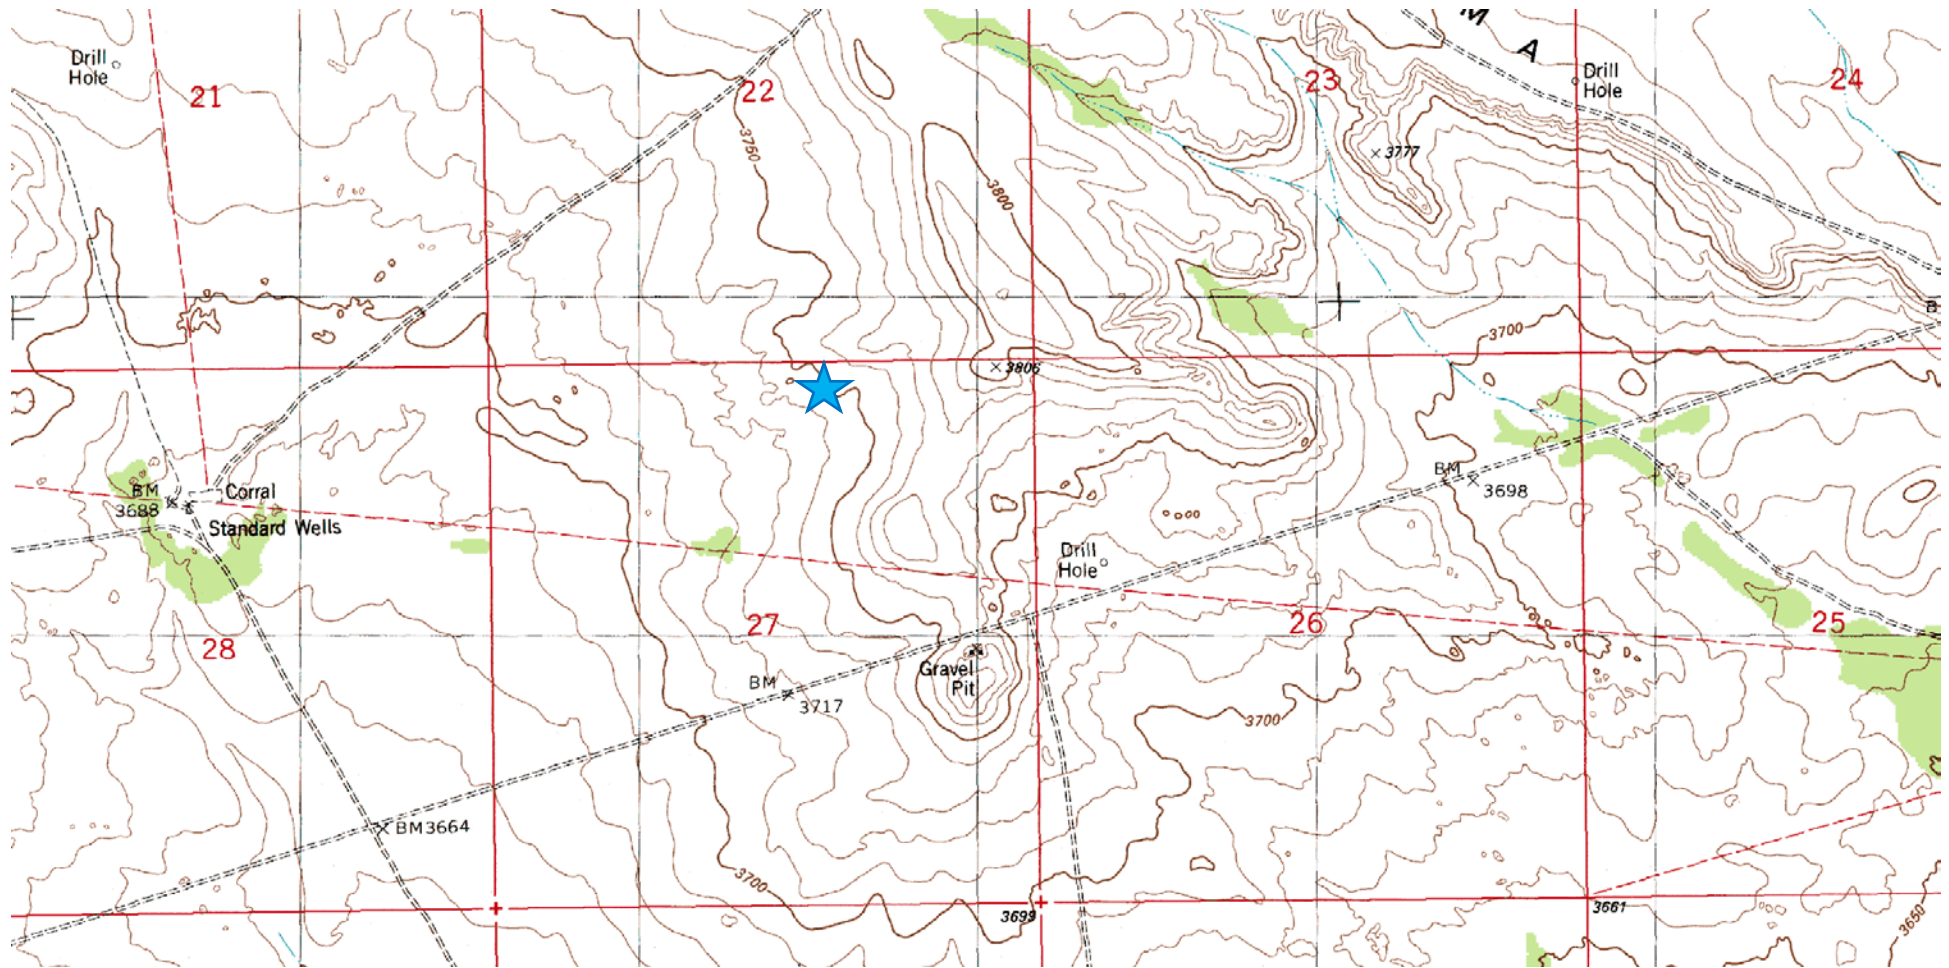 M
A
Drill
Hole
21
22
23
Drill
Hole
24
3750
3777
3800
3700
B
3806
BM
3688
Corral
Standard Wells
BM
3698
Drill
Hole
28
27
26
25
Gravel
Pit
BM
3717
3700
BM3664
3700
3699
3661
3650